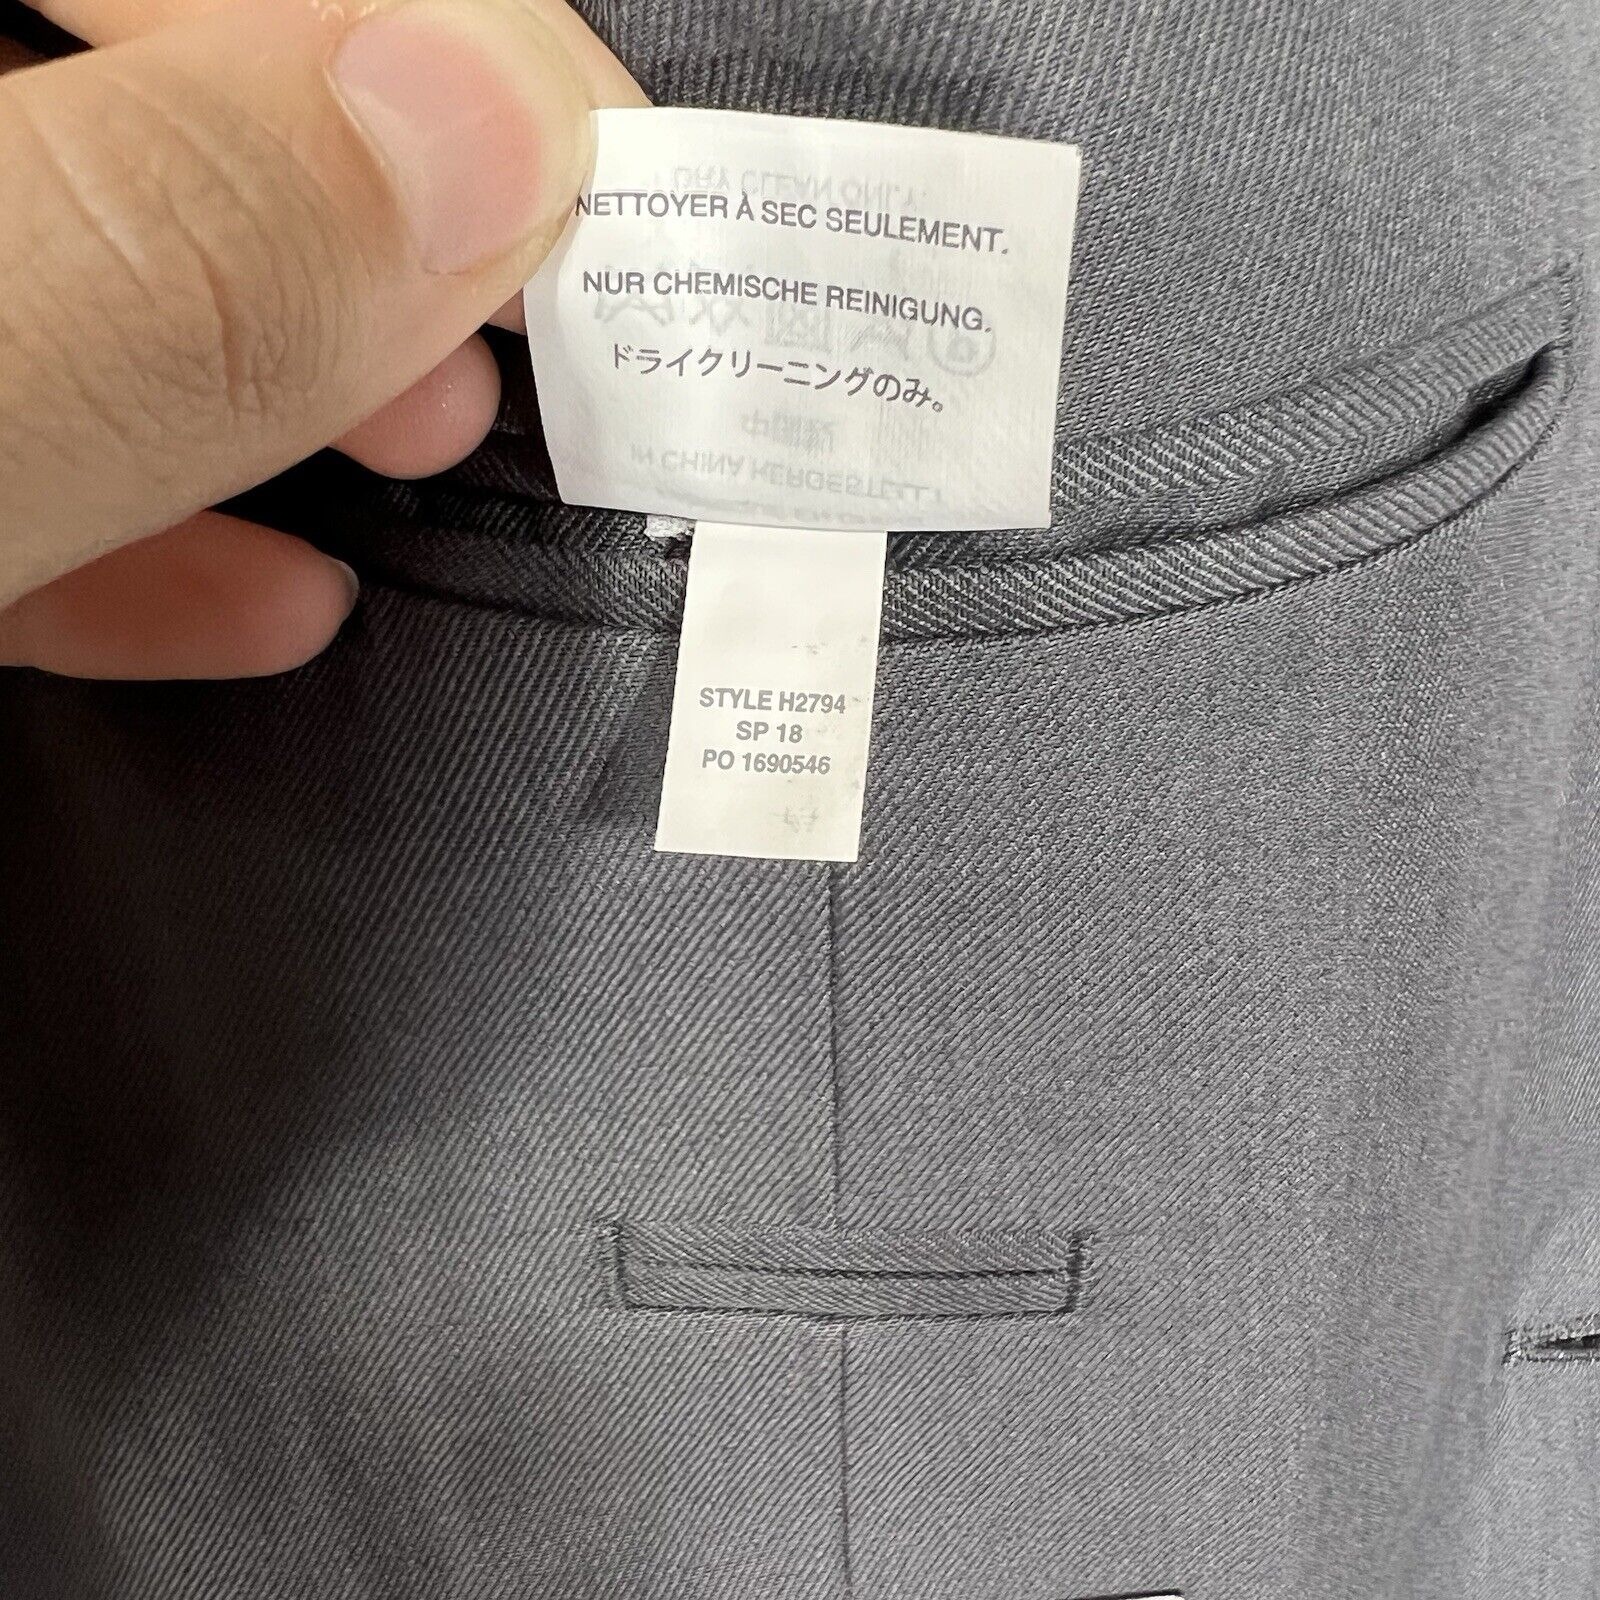 NETTOYER À SEC SEULEMENT.
NUR CHEMISCHE REINIGUNG.
ドライクリーニングのみ。
STYLE H2794
SP 18
PO 1690546